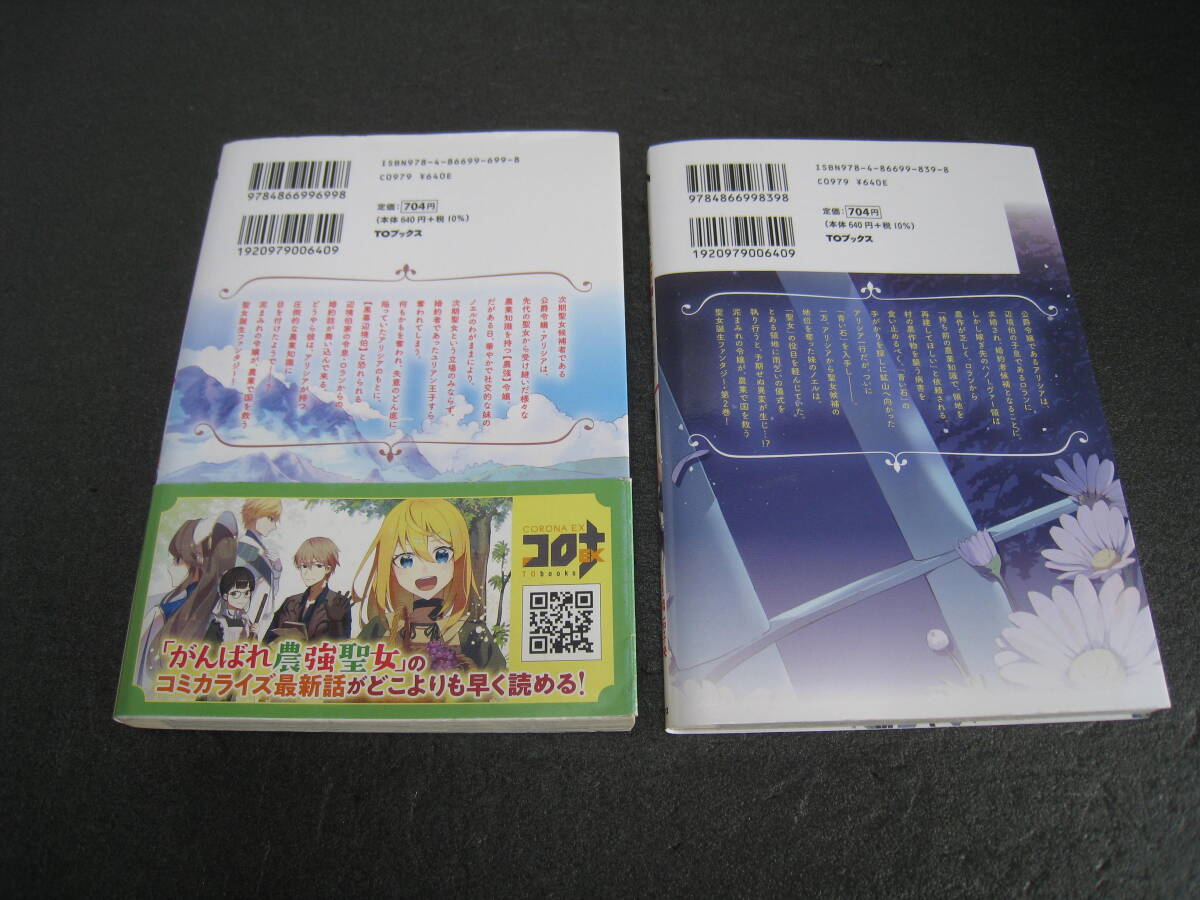 ISBN978-4-86699-699-8
C0979 ¥640E
9784866996998
定価：704円
(本体640円+税10%)
TOブックス
1920979006409
次期聖女候補者である
公爵令嬢・アリシアは、
先代の聖女から受け継いだ様々な
農業知識を持つ【農強】令嬢
だがある日、華やかで社交的な妹の
ノエルのわがままにより、
次期聖女という立場のみならず、
婚約者であったユリアン王子すら
奪われてしまう。
何もかもを奪われ、失意のどん底に
陥っていたアリシアのもとに、
辺境伯家の令息・ロランからの
婚約話が舞い込んで来る。
どうやら彼は、アリシアが持つ
圧倒的な農業知識に
目を付けたようで……!?
泥まみれの令嬢が、農業で国を救う
聖女誕生ファンタジー！
CORONA EX
コロナEX
TObooks
「がんばれ農強聖女」の
コミカライズ最新話がどこよりも早く読める！
ISBN978-4-86699-839-8
C0979 ¥640E
9784866998398
定価：704円
(本体640円+税10%)
TOブックス
1920979006409
公爵令嬢であるアリシアは、
辺境伯の子息であるロランに
求婚され、婚約者候補となることに。
しかし嫁ぎ先のハノーヴァー領は
農作が乏しく、ロランから
「持ち前の農業知識で、領地を
再建してほしい」と依頼される。
村の農作物を襲う病害を
食い止めるべく、「青い石」の
手がかりを整に鉱山へ向かった
アリシア一行だが、ついに
「青い石」を入手し――
一方、アリシアから聖女候補の
地位を奪った妹のノエルは、
「聖女」の役目を軽んじていた。
とある領地に雨乞いの儀式を
執り行うと、予期せぬ異変が生じ…!?
泥まみれの令嬢が、農業で国を救う
聖女誕生ファンタジー・第2巻！